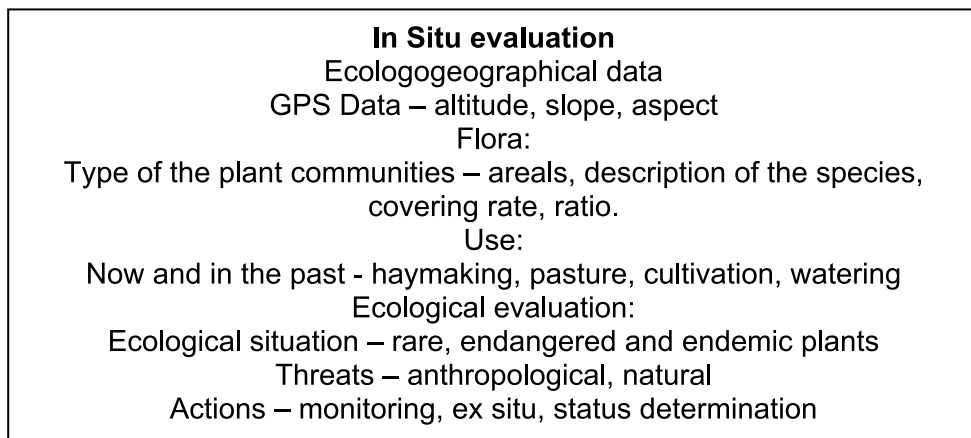 In Situ evaluation
Ecologogeographical data
GPS Data – altitude, slope, aspect
Flora:
Type of the plant communities – areals, description of the species,
covering rate, ratio.
Use:
Now and in the past - haymaking, pasture, cultivation, watering
Ecological evaluation:
Ecological situation – rare, endangered and endemic plants
Threats – anthropological, natural
Actions – monitoring, ex situ, status determination